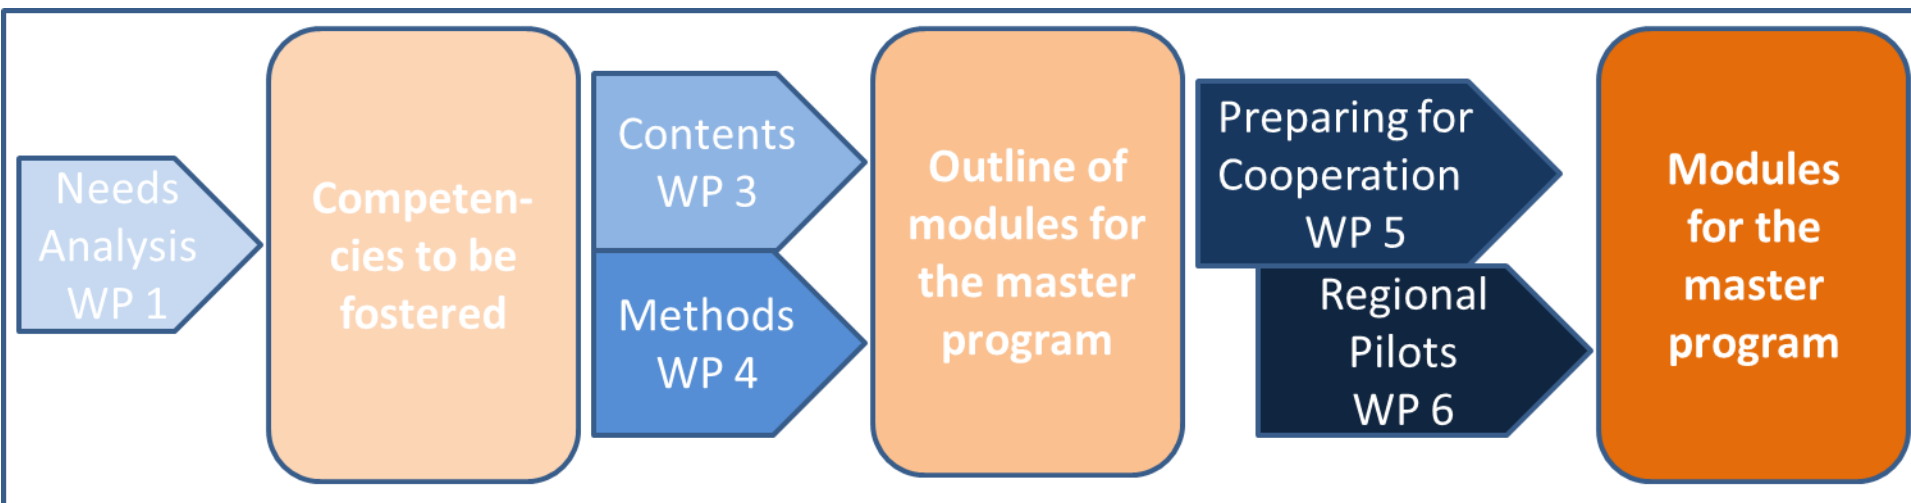 Needs
Analysis
WP 1
Competen-
cies to be
fostered
Contents
WP 3
Methods
WP 4
Outline of
modules for
the master
program
Preparing for
Cooperation
WP 5
Regional
Pilots
WP 6
Modules
for the
master
program